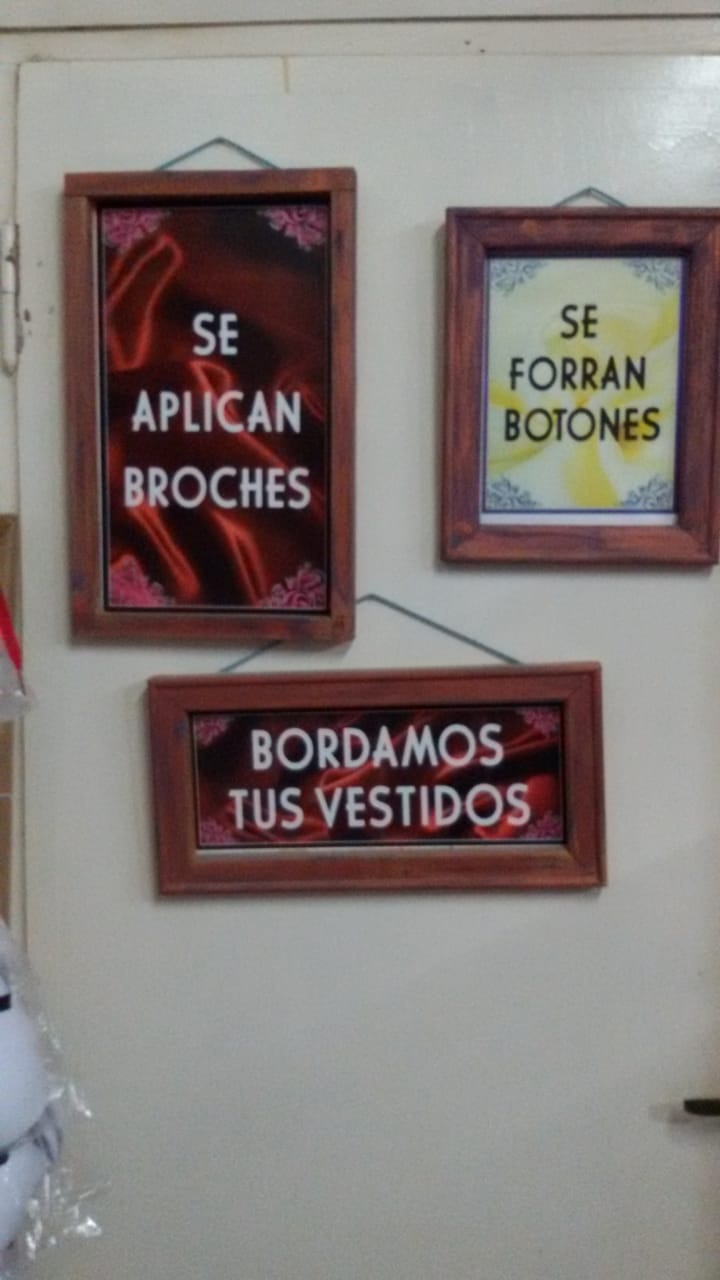 SE
APLICAN
BROCHES
SE
FORRAN
BOTONES
BORDAMOS
TUS VESTIDOS